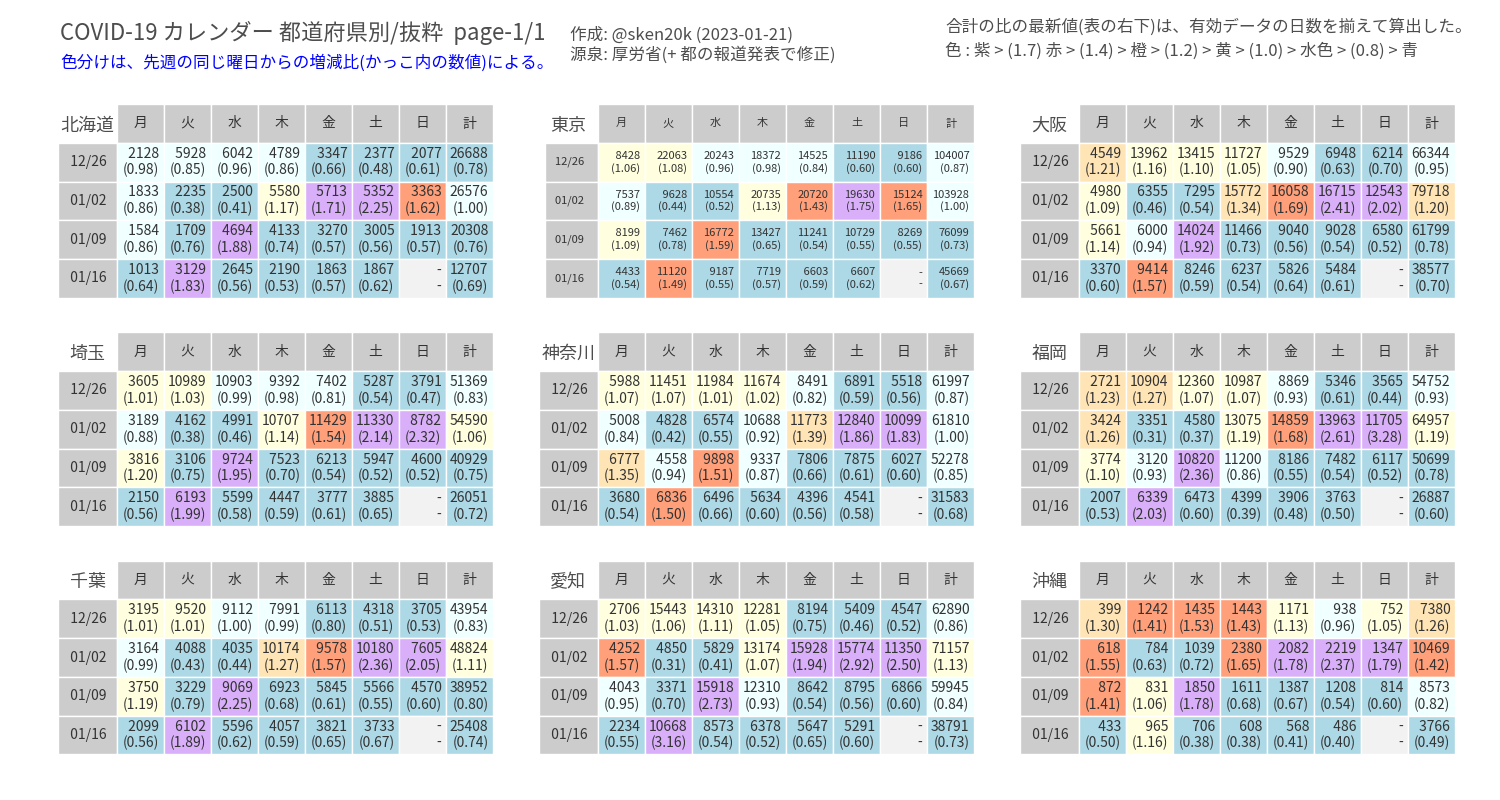 COVID-19 カレンダー 都道府県別/抜粋 page-1/1
色分けは、先週の同じ曜日からの増減比(かっこ内の数値)による。
作成: @sken20k (2023-01-21)
源泉: 厚労省(+ 都の報道発表で修正)
合計の比の最新値(表の右下)は、有効データの日数を揃えて算出した。
色 : 紫 > (1.7) 赤 > (1.4) > 橙 > (1.2) > 黄 > (1.0) > 水色 > (0.8) > 青
北海道 月 火 水 木 金 土 日 計
12/26 2128 5928 6042 4789 3347 2377 2077 26688
(0.98) (0.85) (0.96) (0.86) (0.66) (0.48) (0.61) (0.78)
01/02 1833 2235 2500 5580 5713 5352 3363 26576
(0.86) (0.38) (0.41) (1.17) (1.71) (2.25) (1.62) (1.00)
01/09 1584 1709 4694 4133 3270 3005 1913 20308
(0.86) (0.76) (1.88) (0.74) (0.57) (0.56) (0.57) (0.76)
01/16 1013 3129 2645 2190 1863 1867 - 12707
(0.64) (1.83) (0.56) (0.53) (0.57) (0.62) - (0.69)
東京 月 火 水 木 金 土 日 計
12/26 8428 22063 20243 18372 14525 11190 9186 104007
(1.06) (1.08) (0.96) (0.98) (0.84) (0.60) (0.60) (0.87)
01/02 7537 9628 10554 20735 20720 19630 15124 103928
(0.89) (0.44) (0.52) (1.13) (1.43) (1.75) (1.65) (1.00)
01/09 8199 7462 16772 13427 11241 10729 8269 76099
(1.09) (0.78) (1.59) (0.65) (0.54) (0.55) (0.55) (0.73)
01/16 4433 11120 9187 7719 6603 6607 - 45669
(0.54) (1.49) (0.55) (0.57) (0.59) (0.62) - (0.67)
大阪 月 火 水 木 金 土 日 計
12/26 4549 13962 13415 11727 9529 6948 6214 66344
(1.21) (1.16) (1.10) (1.05) (0.90) (0.63) (0.70) (0.95)
01/02 4980 6355 7295 15772 16058 16715 12543 79718
(1.09) (0.46) (0.54) (1.34) (1.69) (2.41) (2.02) (1.20)
01/09 5661 6000 14024 11466 9040 9028 6580 61799
(1.14) (0.94) (1.92) (0.73) (0.56) (0.54) (0.52) (0.78)
01/16 3370 9414 8246 6237 5826 5484 - 38577
(0.60) (1.57) (0.59) (0.54) (0.64) (0.61) - (0.70)
埼玉 月 火 水 木 金 土 日 計
12/26 3605 10989 10903 9392 7402 5287 3791 51369
(1.01) (1.03) (0.99) (0.98) (0.81) (0.54) (0.47) (0.83)
01/02 3189 4162 4991 10707 11429 11330 8782 54590
(0.88) (0.38) (0.46) (1.14) (1.54) (2.14) (2.32) (1.06)
01/09 3816 3106 9724 7523 6213 5947 4600 40929
(1.20) (0.75) (1.95) (0.70) (0.54) (0.52) (0.52) (0.75)
01/16 2150 6193 5599 4447 3777 3885 - 26051
(0.56) (1.99) (0.58) (0.59) (0.61) (0.65) - (0.72)
神奈川 月 火 水 木 金 土 日 計
12/26 5988 11451 11984 11674 8491 6891 5518 61997
(1.07) (1.07) (1.01) (1.02) (0.82) (0.59) (0.56) (0.87)
01/02 5008 4828 6574 10688 11773 12840 10099 61810
(0.84) (0.42) (0.55) (0.92) (1.39) (1.86) (1.83) (1.00)
01/09 6777 4558 9898 9337 7806 7875 6027 52278
(1.35) (0.94) (1.51) (0.87) (0.66) (0.61) (0.60) (0.85)
01/16 3680 6836 6496 5634 4396 4541 - 31583
(0.54) (1.50) (0.66) (0.60) (0.56) (0.58) - (0.68)
福岡 月 火 水 木 金 土 日 計
12/26 2721 10904 12360 10987 8869 5346 3565 54752
(1.23) (1.27) (1.07) (1.07) (0.93) (0.61) (0.44) (0.93)
01/02 3424 3351 4580 13075 14859 13963 11705 64957
(1.26) (0.31) (0.37) (1.19) (1.68) (2.61) (3.28) (1.19)
01/09 3774 3120 10820 11200 8186 7482 6117 50699
(1.10) (0.93) (2.36) (0.86) (0.55) (0.54) (0.52) (0.78)
01/16 2007 6339 6473 4399 3906 3763 - 26887
(0.53) (2.03) (0.60) (0.39) (0.48) (0.50) - (0.60)
千葉 月 火 水 木 金 土 日 計
12/26 3195 9520 9112 7991 6113 4318 3705 43954
(1.01) (1.01) (1.00) (0.99) (0.80) (0.51) (0.53) (0.83)
01/02 3164 4088 4035 10174 9578 10180 7605 48824
(0.99) (0.43) (0.44) (1.27) (1.57) (2.36) (2.05) (1.11)
01/09 3750 3229 9069 6923 5845 5566 4570 38952
(1.19) (0.79) (2.25) (0.68) (0.61) (0.55) (0.60) (0.80)
01/16 2099 6102 5596 4057 3821 3733 - 25408
(0.56) (1.89) (0.62) (0.59) (0.65) (0.67) - (0.74)
愛知 月 火 水 木 金 土 日 計
12/26 2706 15443 14310 12281 8194 5409 4547 62890
(1.03) (1.06) (1.11) (1.05) (0.75) (0.46) (0.52) (0.86)
01/02 4252 4850 5829 13174 15928 15774 11350 71157
(1.57) (0.31) (0.41) (1.07) (1.94) (2.92) (2.50) (1.13)
01/09 4043 3371 15918 12310 8642 8795 6866 59945
(0.95) (0.70) (2.73) (0.93) (0.54) (0.56) (0.60) (0.84)
01/16 2234 10668 8573 6378 5647 5291 - 38791
(0.55) (3.16) (0.54) (0.52) (0.65) (0.60) - (0.73)
沖縄 月 火 水 木 金 土 日 計
12/26 399 1242 1435 1443 1171 938 752 7380
(1.30) (1.41) (1.53) (1.43) (1.13) (0.96) (1.05) (1.26)
01/02 618 784 1039 2380 2082 2219 1347 10469
(1.55) (0.63) (0.72) (1.65) (1.78) (2.37) (1.79) (1.42)
01/09 872 831 1850 1611 1387 1208 814 8573
(1.41) (1.06) (1.78) (0.68) (0.67) (0.54) (0.60) (0.82)
01/16 433 965 706 608 568 486 - 3766
(0.50) (1.16) (0.38) (0.38) (0.41) (0.40) - (0.49)